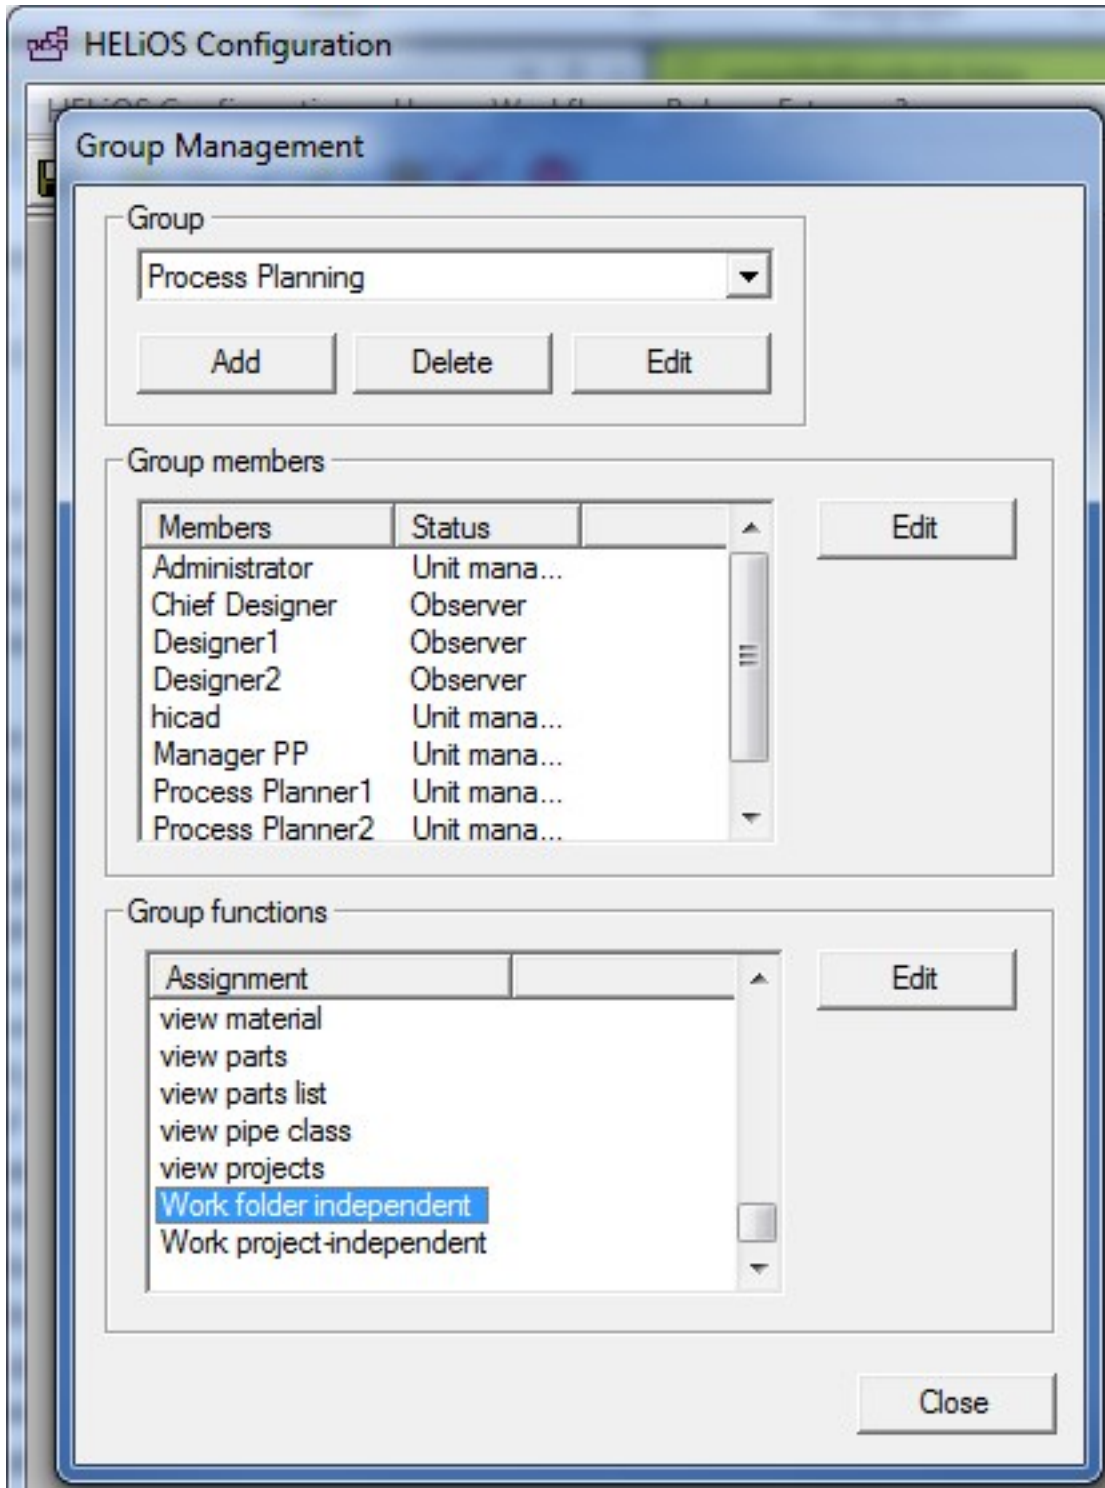 HELiOS Configuration
Group Management
Group
Process Planning
Add Delete Edit
Group members
Members Status
Edit
Administrator Unit mana...
Chief Designer Observer
Designer1 Observer
Designer2 Observer
hicad Unit mana...
Manager PP Unit mana...
Process Planner1 Unit mana...
Process Planner2 Unit mana...
Group functions
Assignment
Edit
view material
view parts
view parts list
view pipe class
view projects
Work folder independent
Work project-independent
Close